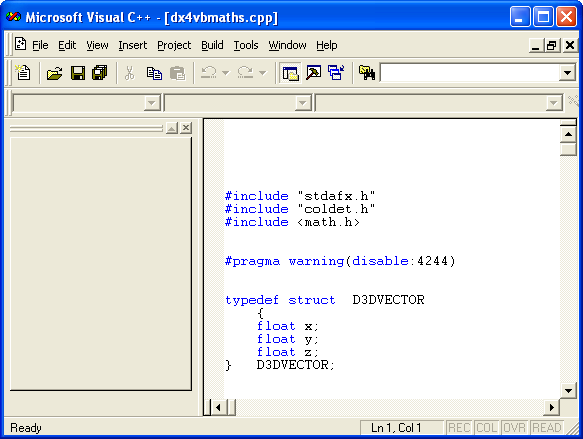 Microsoft Visual C++ - [dx4vbmaths.cpp]
File Edit View Insert Project Build Tools Window Help
#include "stdafx.h"
#include "coldet.h"
#include <math.h>
#pragma warning(disable:4244)
typedef struct  D3DVECTOR
    {
    float x;
    float y;
    float z;
}   D3DVECTOR;
Ready
Ln 1, Col 1
REC COL OVR READ